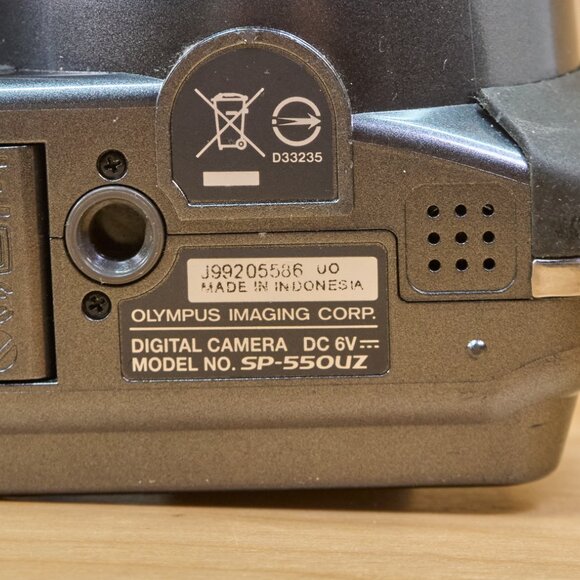 D33235
J99205586 00
MADE IN INDONESIA
OLYMPUS IMAGING CORP.
DIGITAL CAMERA DC 6V⎓
MODEL NO. SP-550UZ